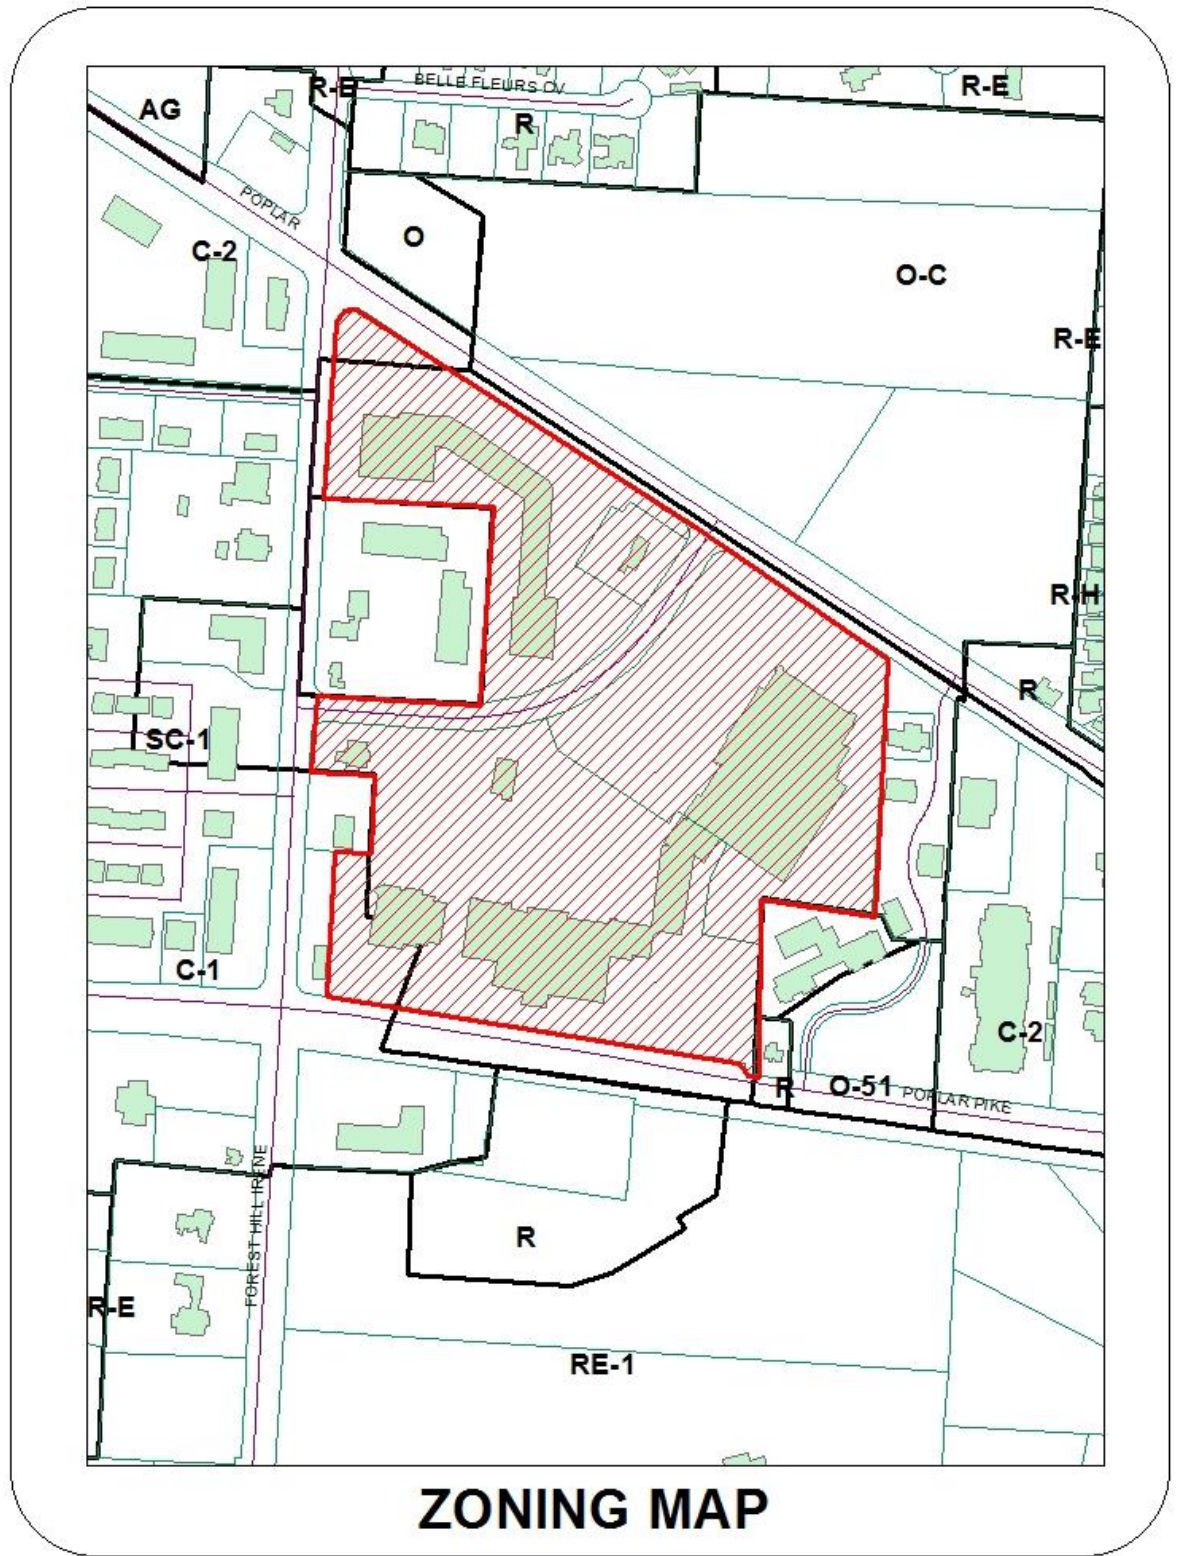 BELLE FLEURS CV
R-E
R-E
AG
R
POPLAR
O
C-2
O-C
R-E
R-H
R
SC-1
C-1
C-2
R
O-51
POPLAR PIKE
FOREST HILL IRENE
R
R-E
RE-1
ZONING MAP